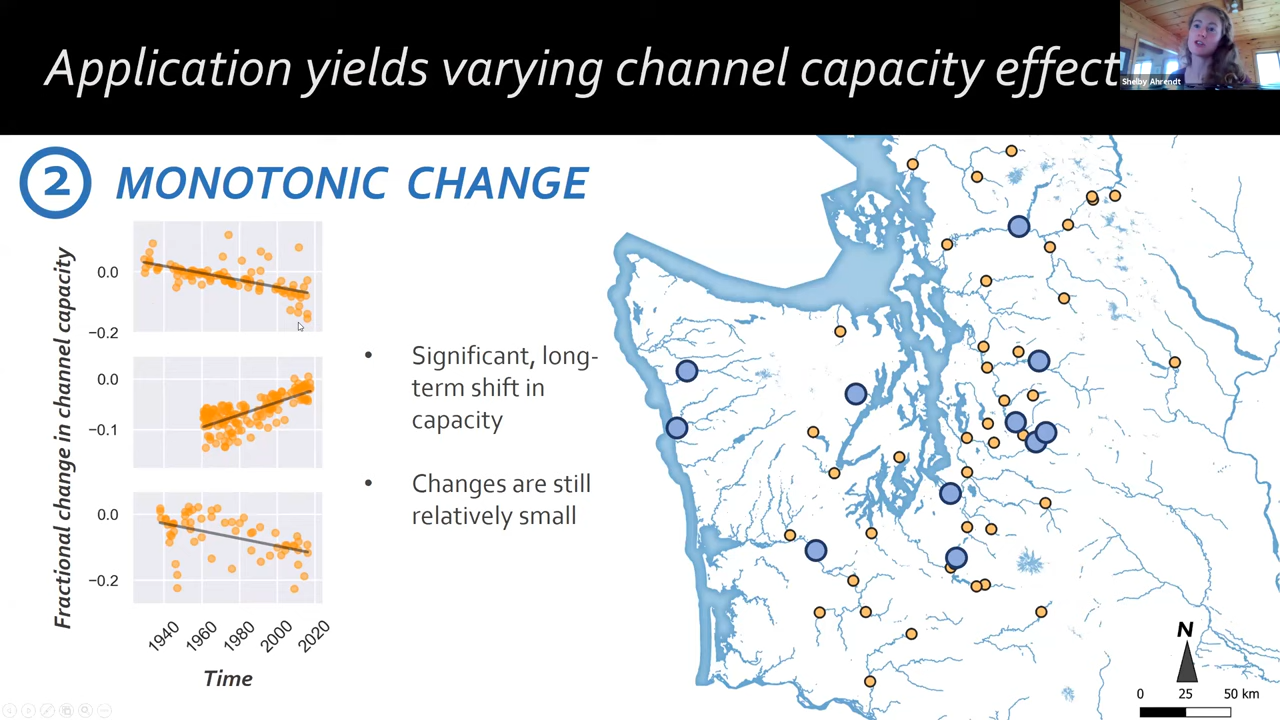 Application yields varying channel capacity effect
Shelby Ahrendt
2 MONOTONIC CHANGE
Fractional change in channel capacity
0.0
−0.2
0.0
−0.1
0.0
−0.2
1940 1960 1980 2000 2020
Time
• Significant, long-
term shift in
capacity
• Changes are still
relatively small
N
0 25 50 km